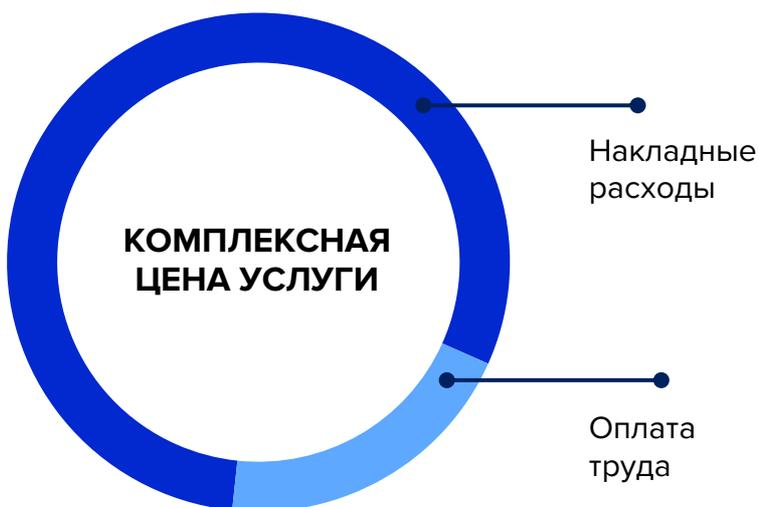 Накладные
расходы
КОМПЛЕКСНАЯ
ЦЕНА УСЛУГИ
Оплата
труда